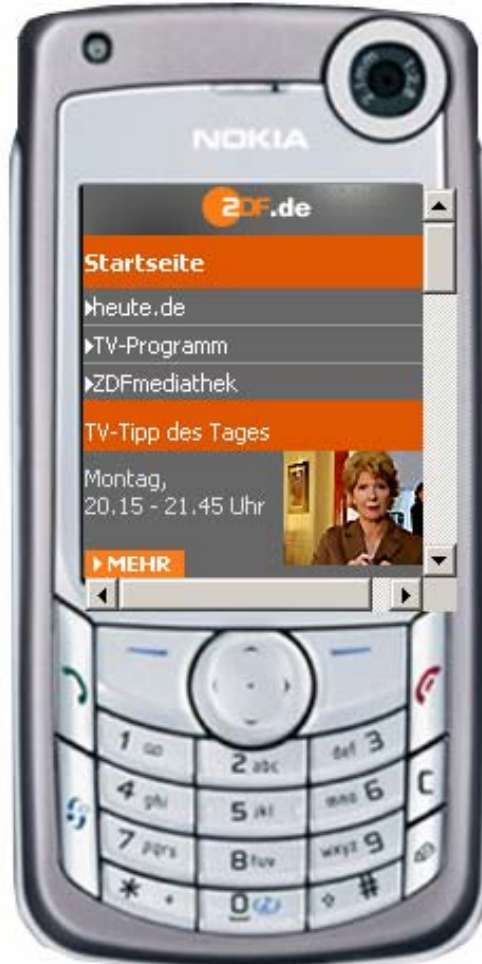 NOKIA
ZDF.de
Startseite
heute.de
TV-Programm
ZDFmediathek
TV-Tipp des Tages
Montag,
20.15 - 21.45 Uhr
MEHR
1 2 abc def 3
4 ghi 5 jkl mno 6 C
7 pqrs 8 tuv wxyz 9
* 0 #